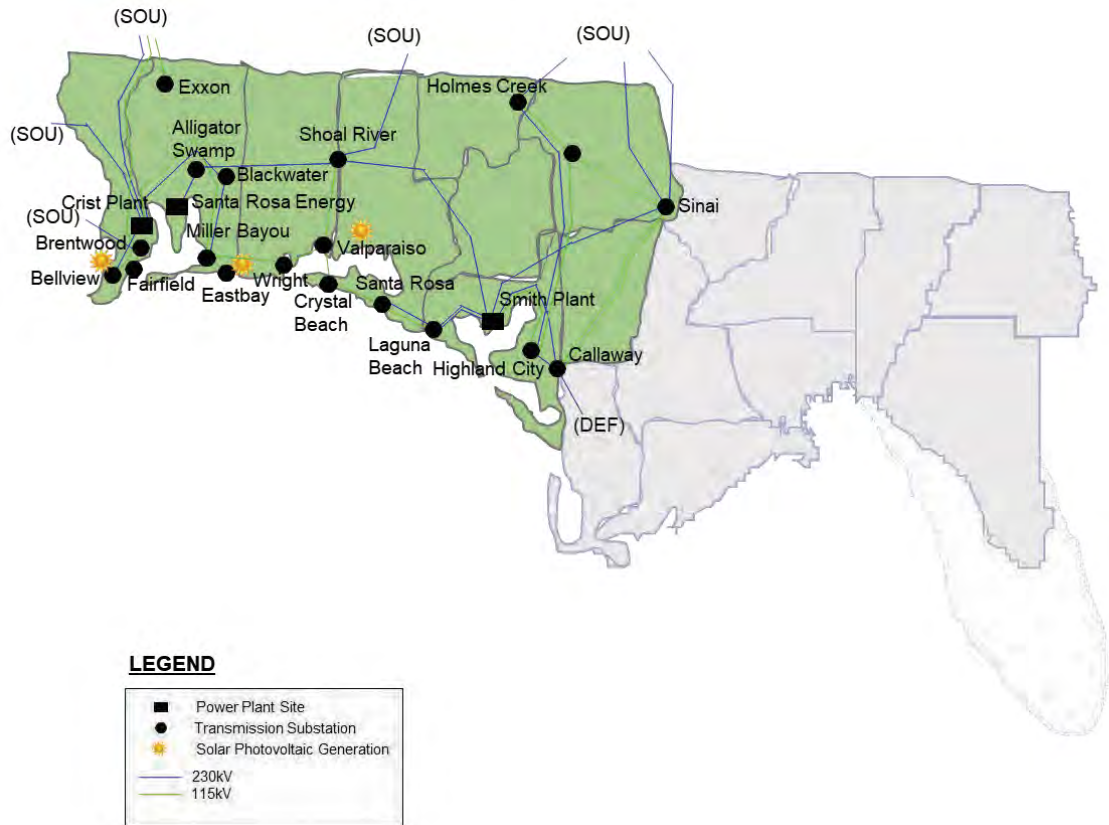 (SOU)
(SOU)
(SOU)
Exxon
Holmes Creek
Alligator
Swamp
(SOU)
Shoal River
Blackwater
Crist Plant
Santa Rosa Energy
Sinai
(SOU)
Miller Bayou
Brentwood
Valparaiso
Bellview
Fairfield
Eastbay
Wright
Crystal
Beach
Santa Rosa
Smith Plant
Laguna
Beach
Highland City
Callaway
(DEF)
LEGEND
Power Plant Site
Transmission Substation
Solar Photovoltaic Generation
230kV
115kV